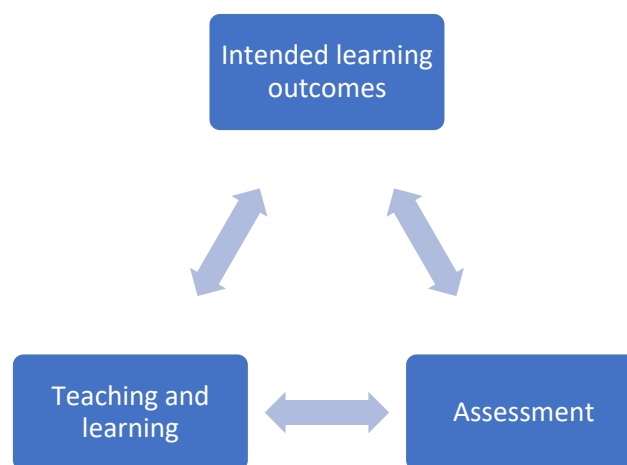 Intended learning
outcomes
Teaching and
learning
Assessment